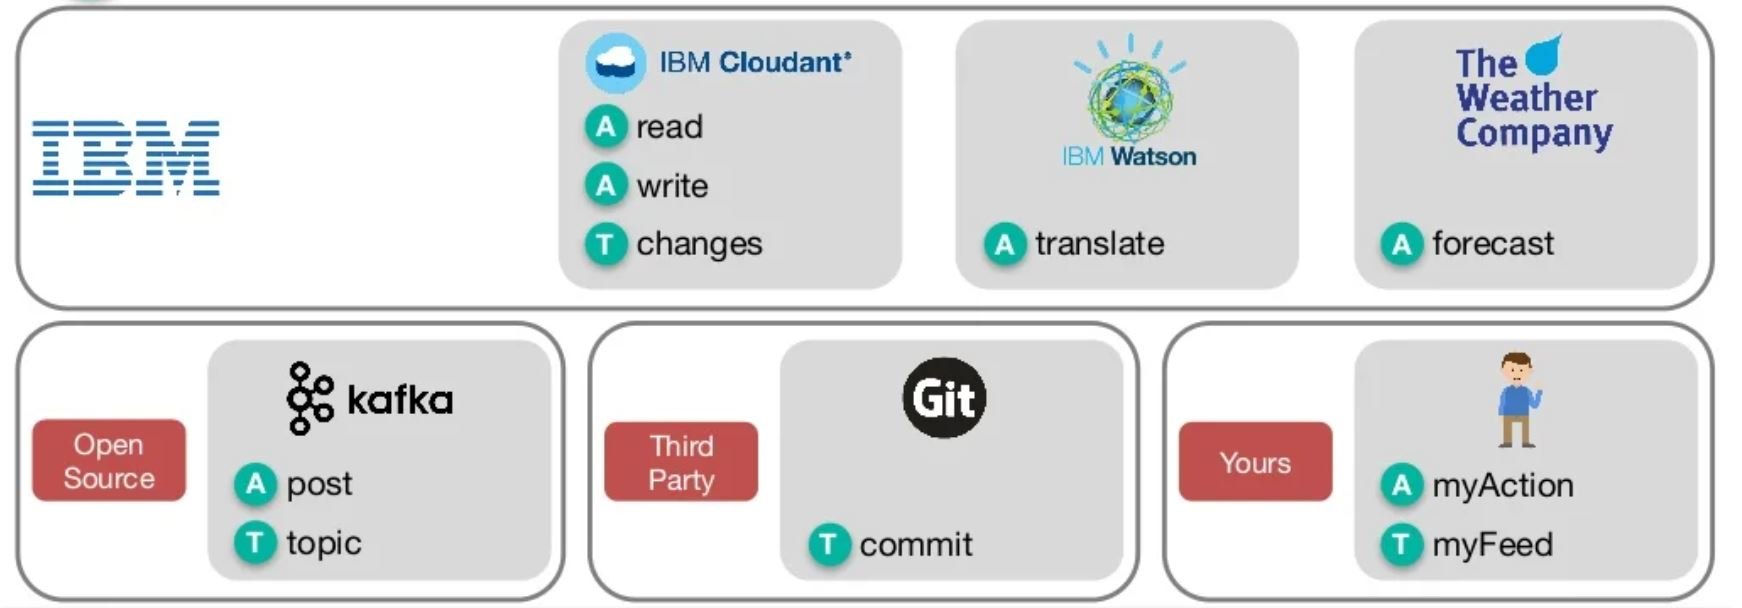 IBM
IBM Cloudant*
A read
A write
T changes
IBM Watson
A translate
The
Weather
Company
A forecast
Open
Source
kafka
A post
T topic
Third
Party
Git
T commit
Yours
A myAction
T myFeed